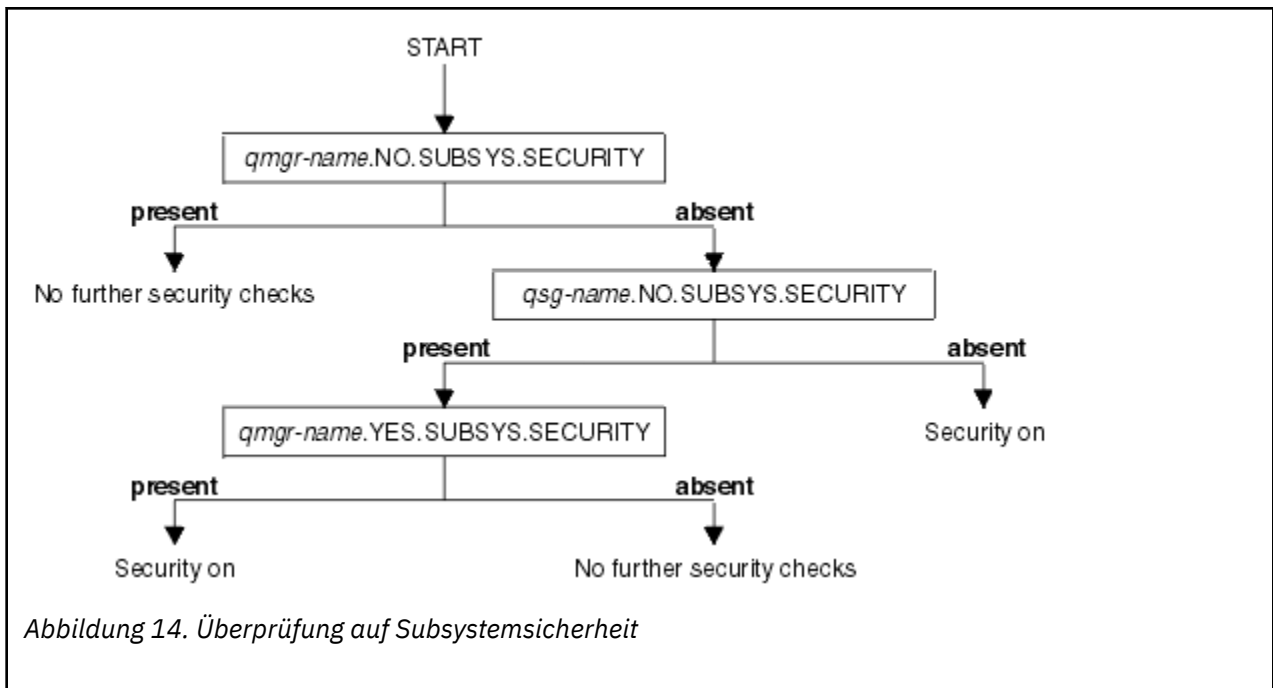 START
qmgr-name.NO.SUBSYS.SECURITY
present absent
No further security checks
qsg-name.NO.SUBSYS.SECURITY
present absent
qmgr-name.YES.SUBSYS.SECURITY
Security on
present absent
Security on
No further security checks
Abbildung 14. Überprüfung auf Subsystemsicherheit